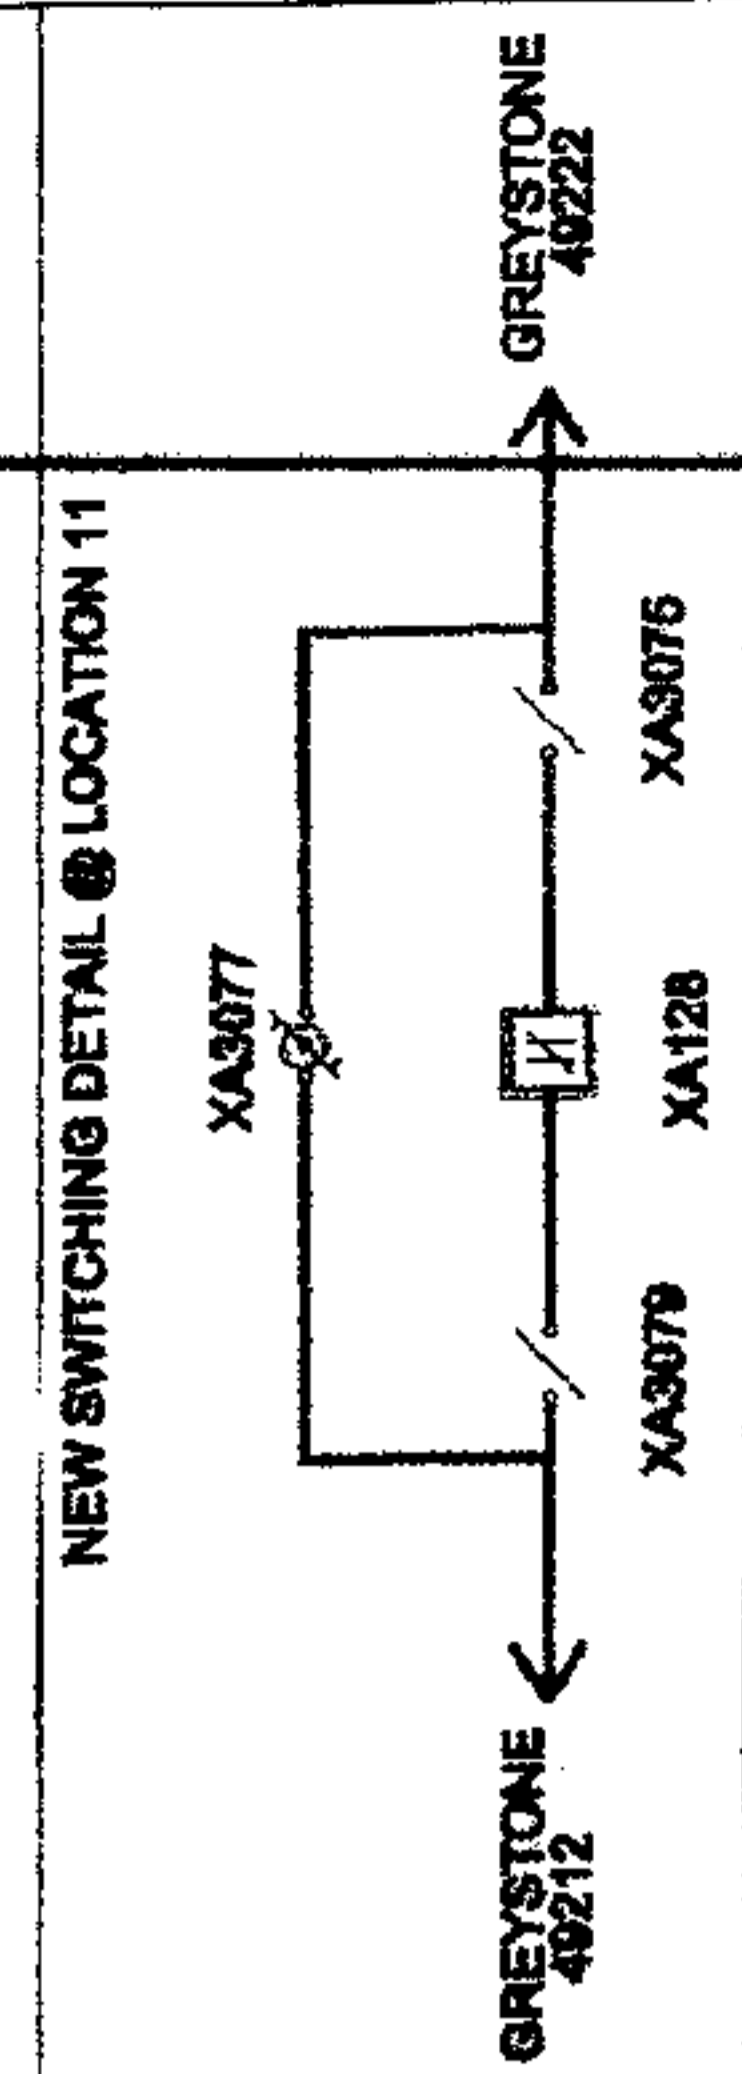 NEW SWITCHING DETAIL @ LOCATION 11
XA3077
GREYSTONE
49212
GREYSTONE
49222
XA3079
XA128
XA3075